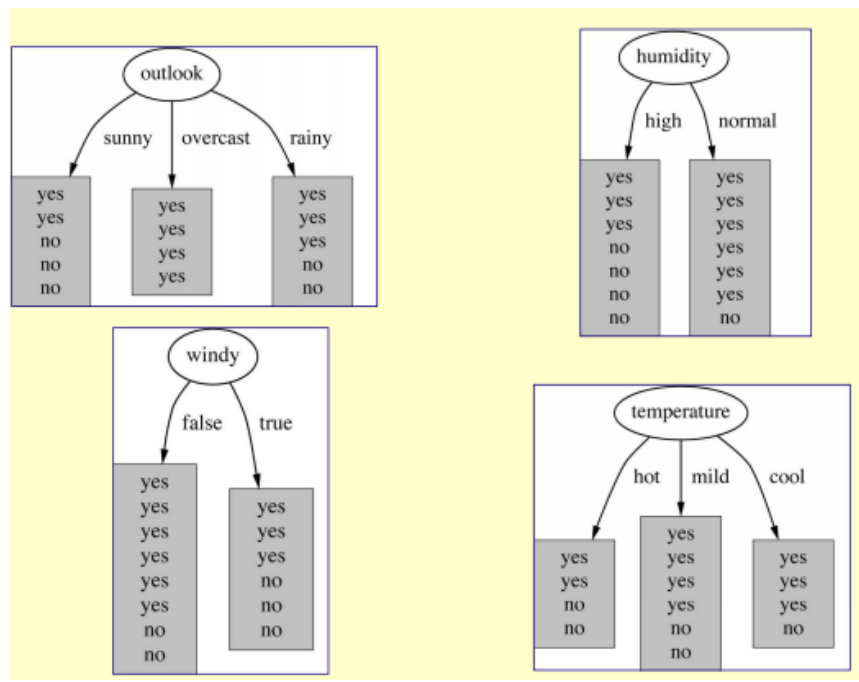 outlook
sunny overcast rainy
yes
yes
no
no
no
yes
yes
yes
yes
yes
yes
yes
no
no
humidity
high normal
yes
yes
yes
no
no
no
no
yes
yes
yes
yes
yes
yes
no
windy
false true
yes
yes
yes
yes
yes
yes
no
no
yes
yes
yes
no
no
no
temperature
hot mild cool
yes
yes
no
no
yes
yes
yes
yes
no
no
yes
yes
yes
no